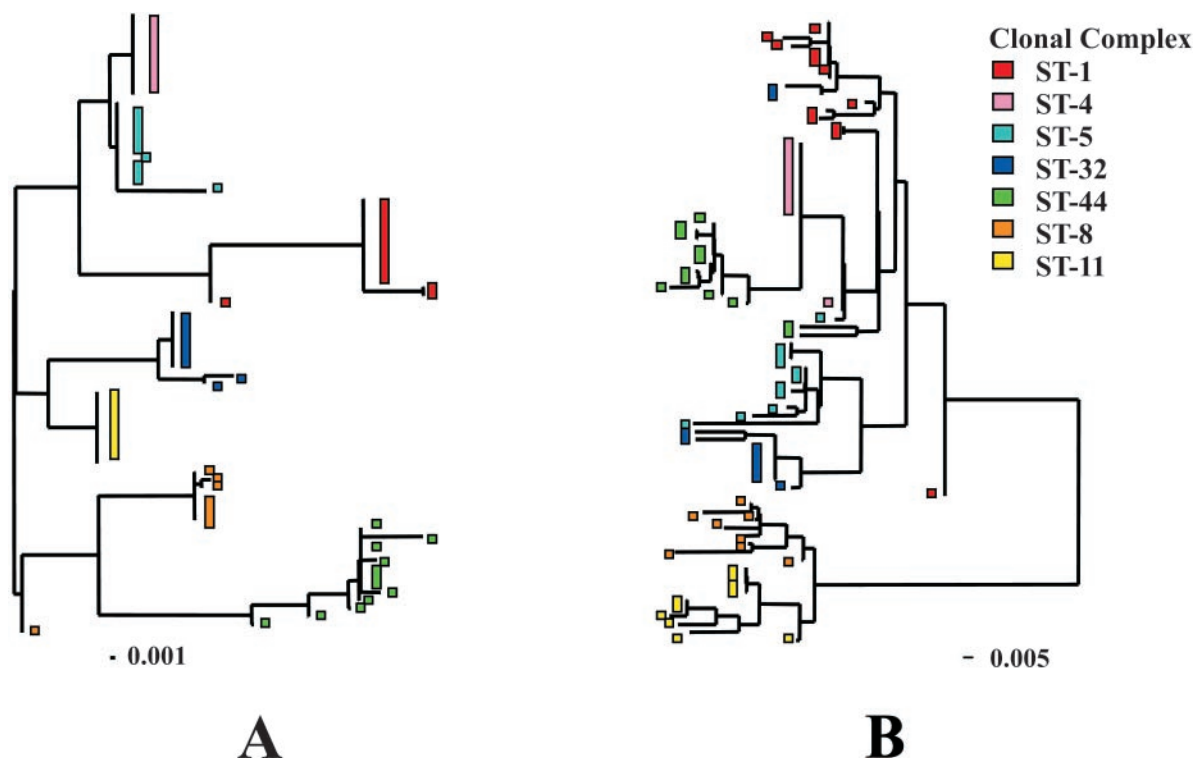 Clonal Complex
ST-1
ST-4
ST-5
ST-32
ST-44
ST-8
ST-11
- 0.001
- 0.005
A
B